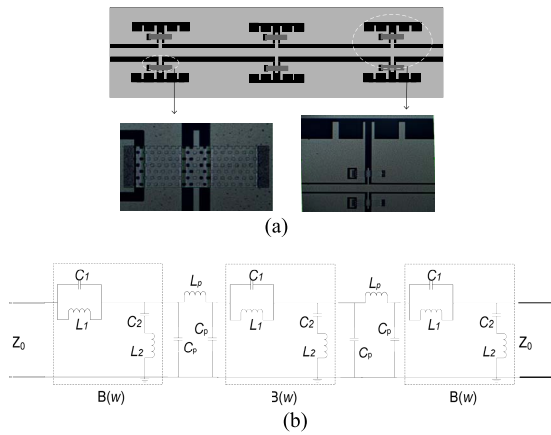 (a)
C1 Lp C1 Lp C1
L1 C2 Cp Cp L1 C2 Cp Cp L1 C2
Z0 L2 L2 L2 Z0
B(w) B(w) B(w)
(b)